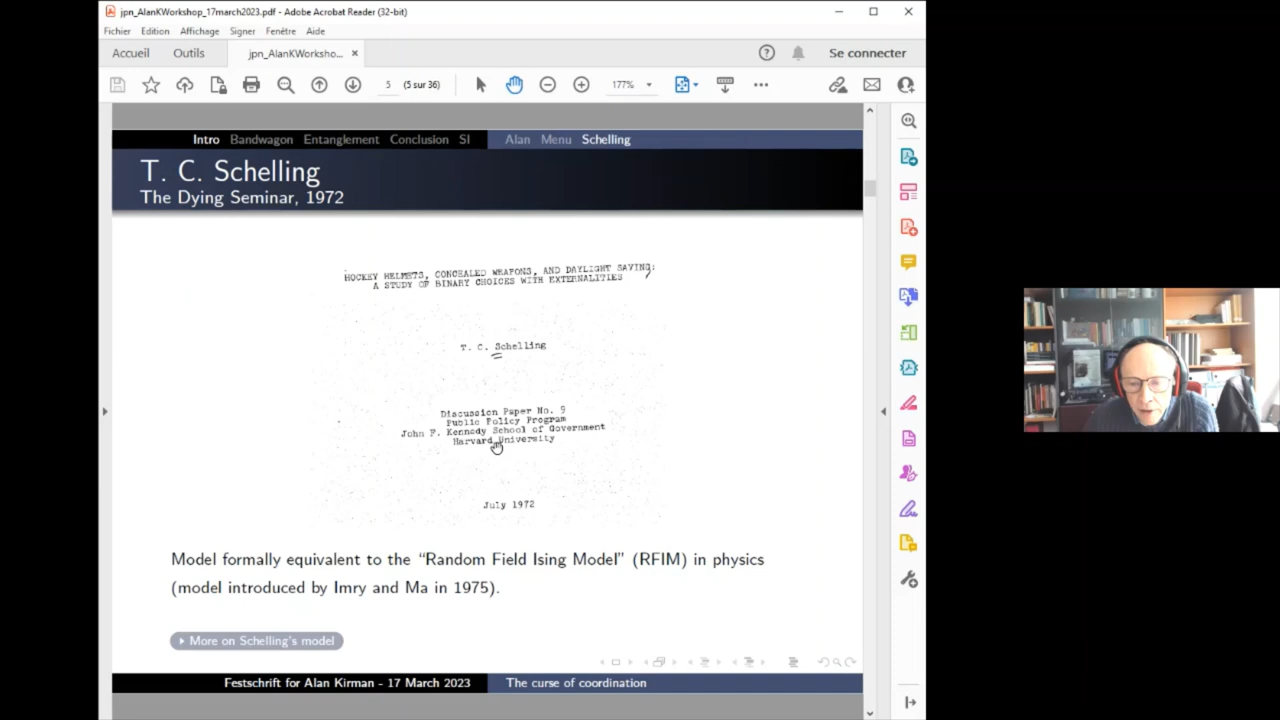 jpn_AlanKWorkshop_17march2023.pdf - Adobe Acrobat Reader (32-bit)
Fichier Edition Affichage Signer Fenêtre Aide
Accueil Outils jpn_AlanKWorksho... Se connecter
5 (5 sur 36) 177%
Intro Bandwagon Entanglement Conclusion SI Alan Menu Schelling
T. C. Schelling
The Dying Seminar, 1972
HOCKEY HELMETS, CONCEALED WEAPONS, AND DAYLIGHT SAVING:
A STUDY OF BINARY CHOICES WITH EXTERNALITIES
T. C. Schelling
Discussion Paper No. 9
Public Policy Program
John F. Kennedy School of Government
Harvard University
July 1972
Model formally equivalent to the “Random Field Ising Model” (RFIM) in physics
(model introduced by Imry and Ma in 1975).
More on Schelling's model
Festschrift for Alan Kirman - 17 March 2023 The curse of coordination